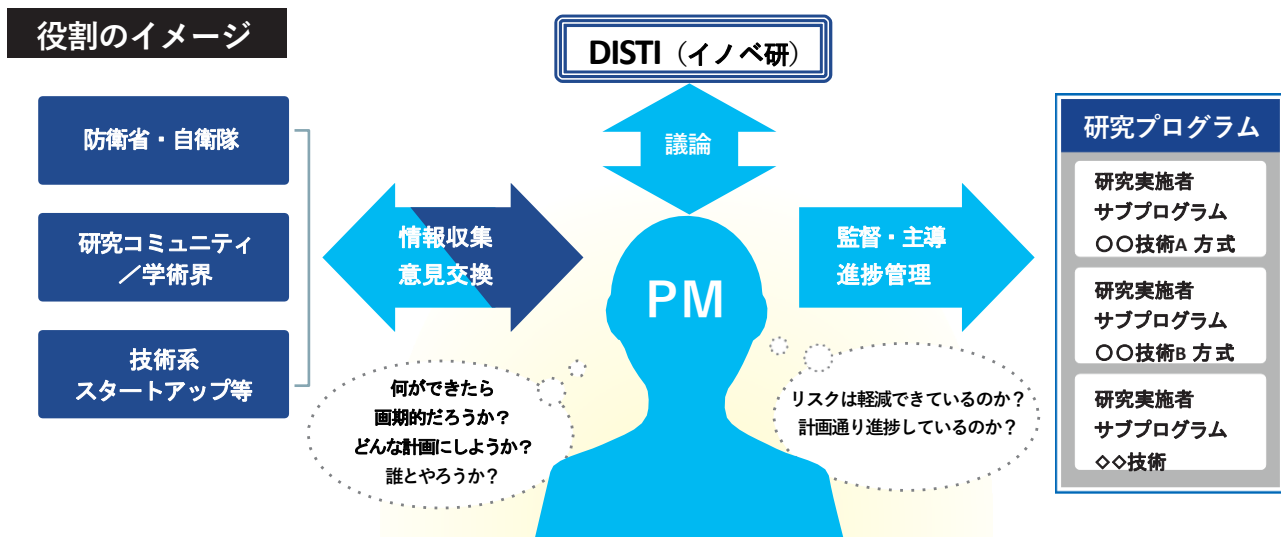 役割のイメージ
DISTI（イノベ研）
議論
防衛省・自衛隊
研究コミュニティ
／学術界
技術系
スタートアップ等
情報収集
意見交換
PM
監督・主導
進捗管理
何ができたら
画期的だろうか？
どんな計画にしようか？
誰とやろうか？
リスクは軽減できているのか？
計画通り進捗しているのか？
研究プログラム
研究実施者
サブプログラム
〇〇技術A 方式
研究実施者
サブプログラム
〇〇技術B 方式
研究実施者
サブプログラム
◇◇技術